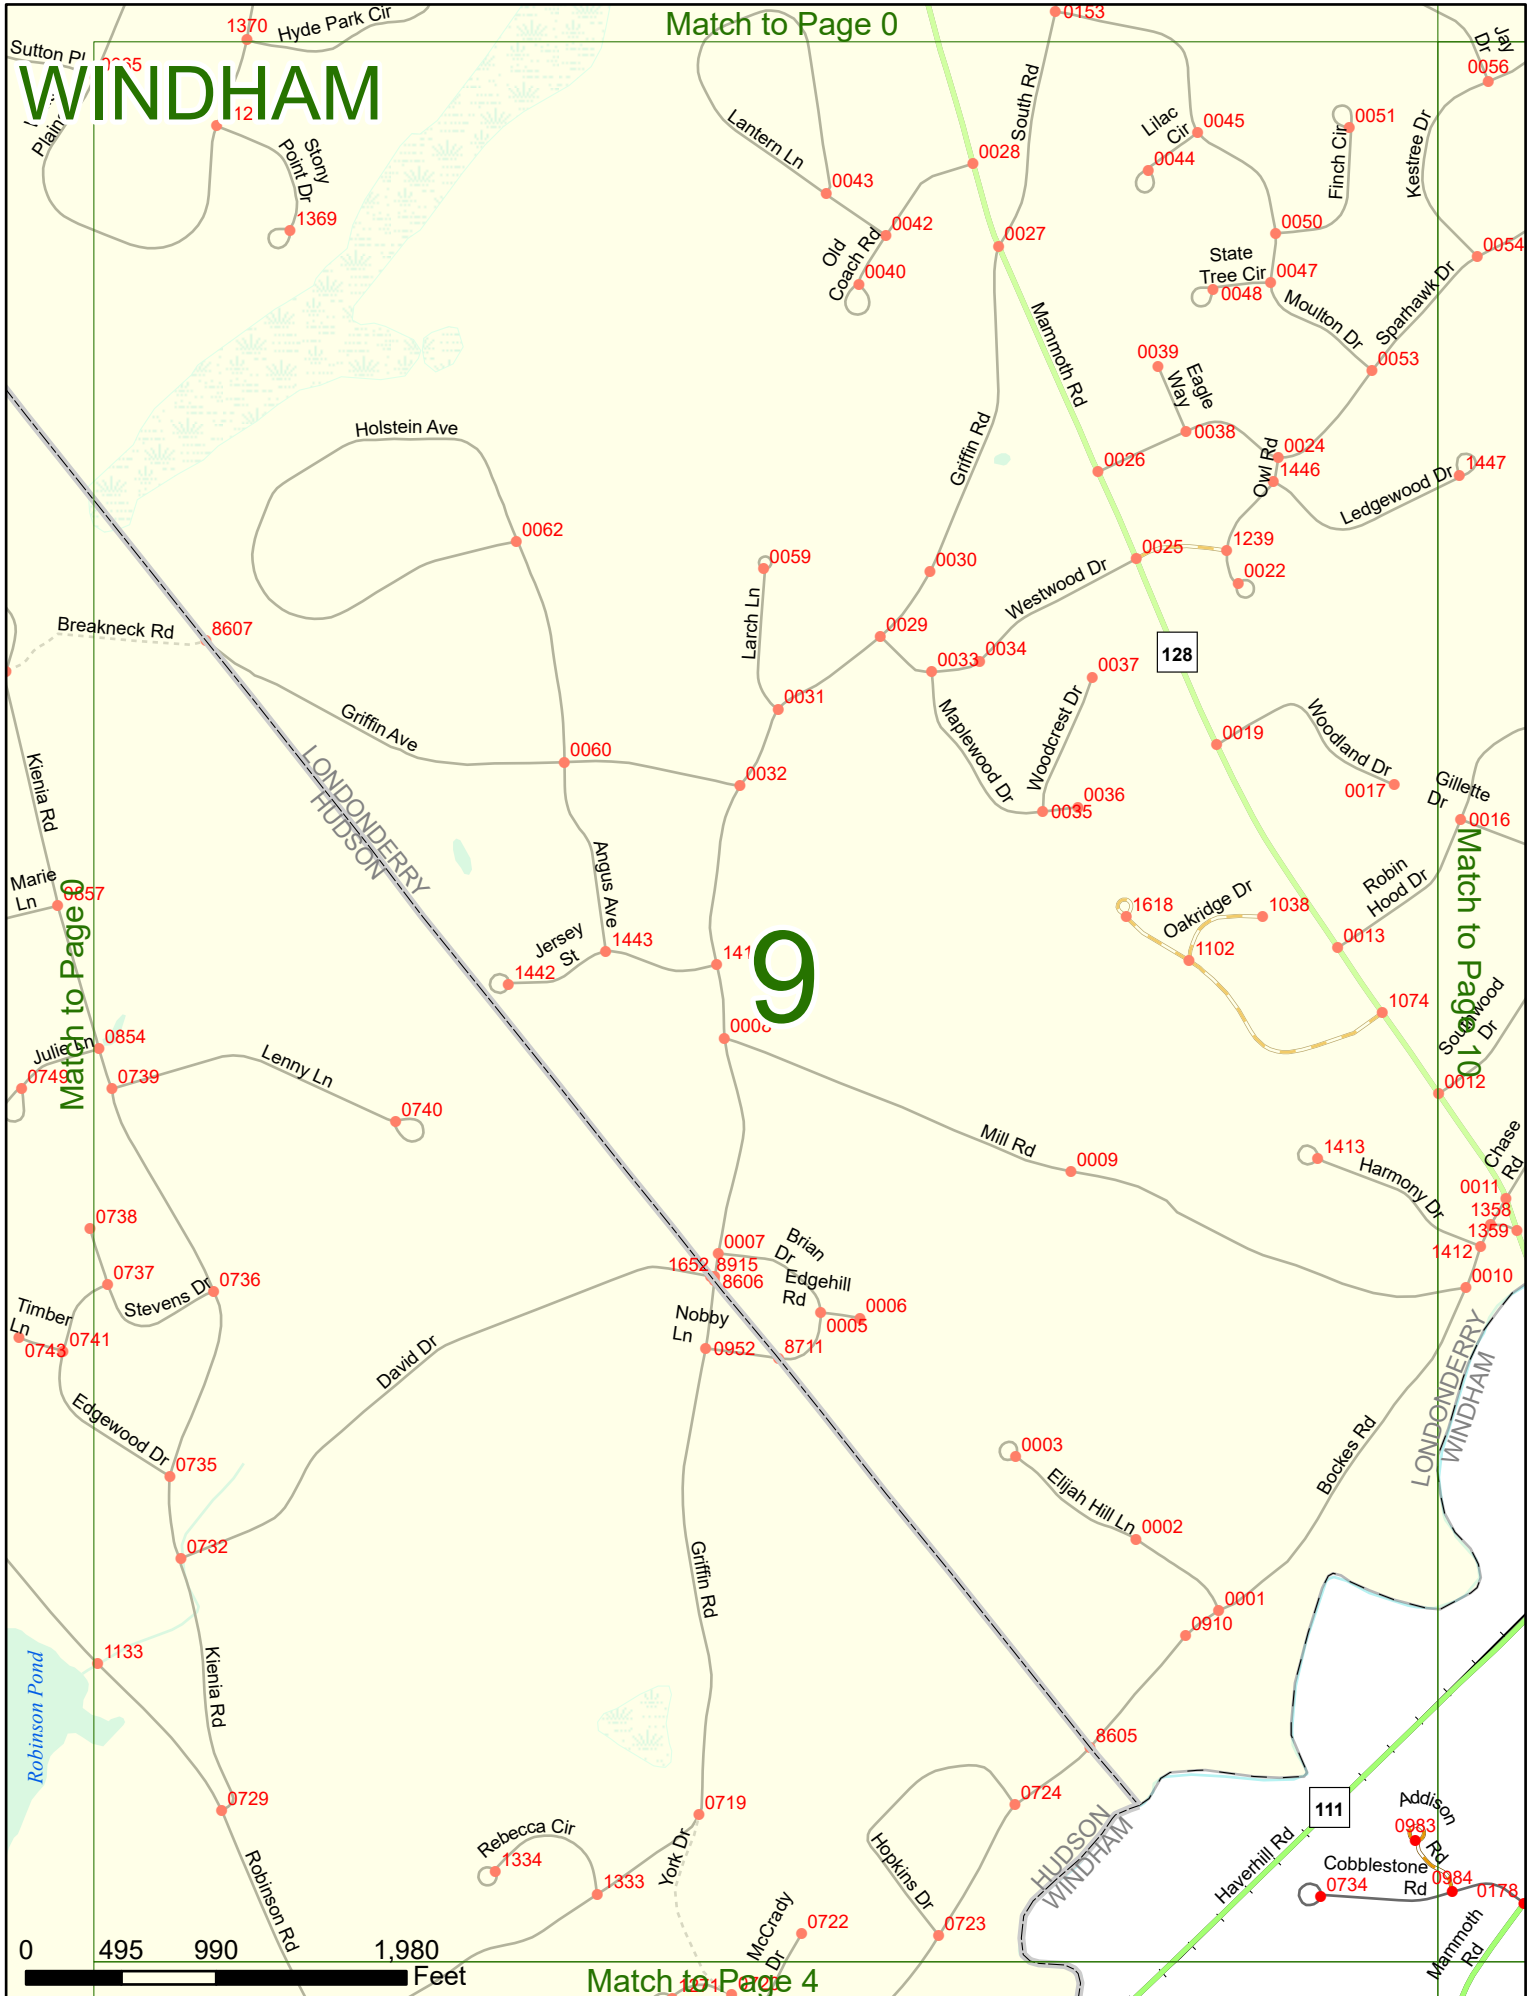 Match to Page 0
WINDHAM
1370
Hyde Park Cir
Sutton Pl
Stony
Point Dr
1369
Lantern Ln
0043
0042
Old
Coach Rd
0040
0028
South Rd
0153
0027
Lilac
Cir
0045
0044
0051
Finch Cir
Jay
Dr
0056
Kestree Dr
0050
0054
State
Tree Cir
0047
0048
Moulton Dr
Sparhawk Dr
0053
Mammoth Rd
0039
Eagle
Way
0038
0026
Owl Rd
0024
1446
1447
Ledgewood Dr
Holstein Ave
0062
Griffin Rd
0030
0025
1239
0022
Westwood Dr
0059
Larch Ln
0029
0033
0034
0037
128
Breakneck Rd
8607
0031
Griffin Ave
0060
0032
Maplewood Dr
Woodcrest Dr
0035
0036
0019
Woodland Dr
0017
Gillette
Dr
0016
Kienia Rd
LONDONDERRY
HUDSON
Marie
Ln
0857
Match to Page 0
Angus Ave
Jersey
St
1443
1442
9
1618
Oakridge Dr
1038
1102
Robin
Hood Dr
0013
Match to Page 10
1074
Southwood
Dr
0012
0854
Julie Ln
0749
0739
Lenny Ln
0740
Mill Rd
0009
1413
Harmony Dr
Chase
Rd
0011
1358
1359
1412
0010
0738
0737
Stevens Dr
0736
Timber
Ln
0743
0741
0007
Brian
Dr
1652
8915
8606
Edgehill
Rd
0006
0005
Nobby
Ln
0952
8711
David Dr
Edgewood Dr
0735
0732
LONDONDERRY
WINDHAM
Bockes Rd
0003
Elijah Hill Ln
0002
0001
0910
Griffin Rd
1133
Kienia Rd
Robinson Pond
8605
0729
0719
0724
Rebecca Cir
1334
1333
York Dr
Hopkins Dr
0723
HUDSON
WINDHAM
111
Haverhill Rd
Addison
Rd
0983
Cobblestone
Rd
0734
0984
0178
Mammoth
Rd
Robinson Rd
McCrady
Dr
0722
1271
0 495 990 1,980
Feet
Match to Page 4